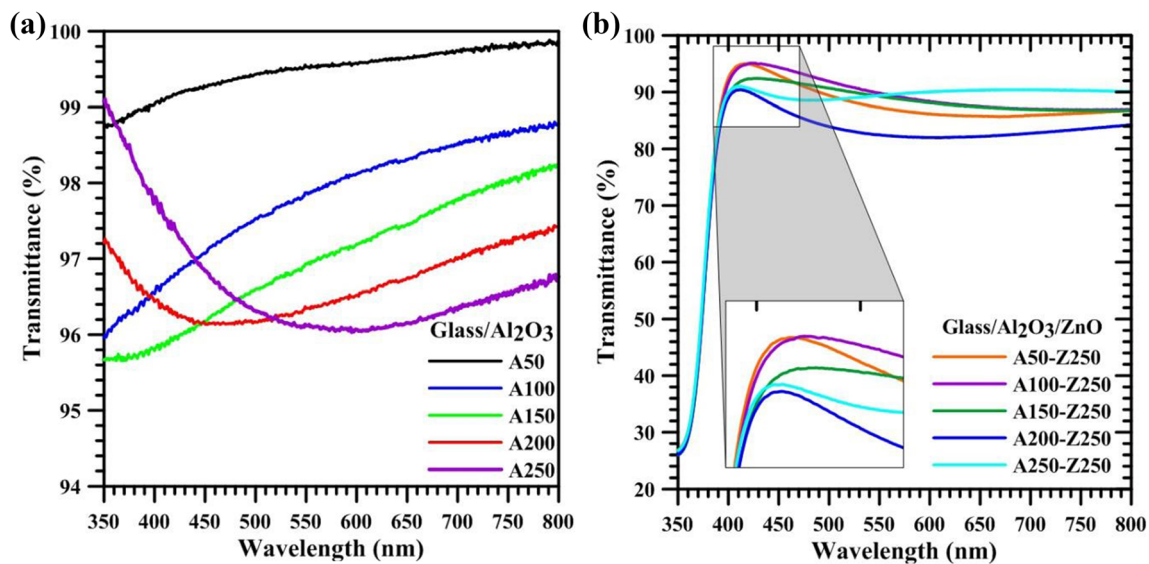 (a)
100
99
98
97
96
95
94
Transmittance (%)
350 400 450 500 550 600 650 700 750 800
Wavelength (nm)
Glass/Al2O3
A50
A100
A150
A200
A250
(b)
100
90
80
70
60
50
40
30
20
Transmittance (%)
350 400 450 500 550 600 650 700 750 800
Wavelength (nm)
Glass/Al2O3/ZnO
A50-Z250
A100-Z250
A150-Z250
A200-Z250
A250-Z250